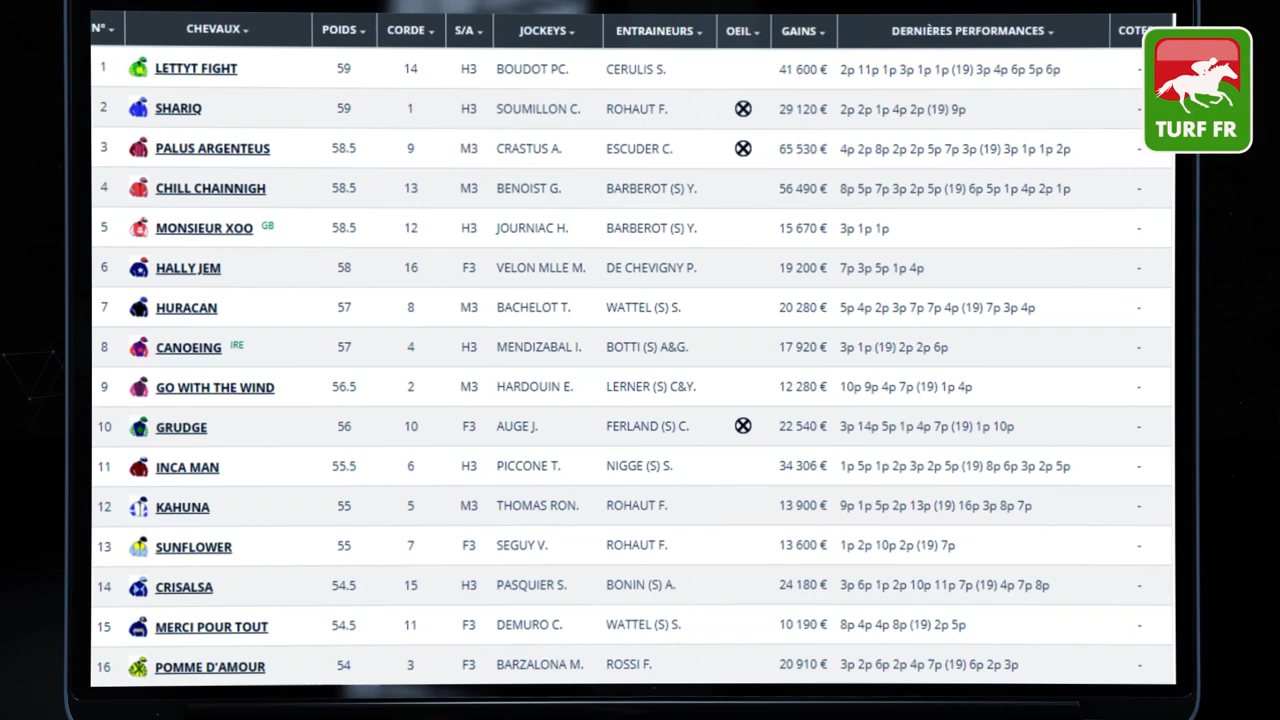 N° CHEVAUX POIDS CORDE S/A JOCKEYS ENTRAINEURS OEIL GAINS DERNIÈRES PERFORMANCES
1 LETTYT FIGHT 59 14 H3 BOUDOT PC. CERULIS S. 41 600 € 2p 11p 1p 3p 1p 1p (19) 3p 4p 6p 5p 6p -
2 SHARIQ 59 1 H3 SOUMILLON C. ROHAUT F. 29 120 € 2p 2p 1p 4p 2p (19) 9p -
3 PALUS ARGENTEUS 58.5 9 M3 CRASTUS A. ESCUDER C. 65 530 € 4p 2p 8p 2p 2p 5p 7p 3p (19) 3p 1p 1p 2p -
TURF FR
4 CHILL CHAINNIGH 58.5 13 M3 BENOIST G. BARBEROT (S) Y. 56 490 € 8p 5p 7p 3p 2p 5p (19) 6p 5p 1p 4p 2p 1p -
5 MONSIEUR XOO GB 58.5 12 H3 JOURNIAC H. BARBEROT (S) Y. 15 670 € 3p 1p 1p -
6 HALLY JEM 58 16 F3 VELON MLLE M. DE CHEVIGNY P. 19 200 € 7p 3p 5p 1p 4p -
7 HURACAN 57 8 M3 BACHELOT T. WATTEL (S) S. 20 280 € 5p 4p 2p 3p 7p 7p 4p (19) 7p 3p 4p -
8 CANOEING IRE 57 4 H3 MENDIZABAL I. BOTTI (S) A&G. 17 920 € 3p 1p (19) 2p 2p 6p -
9 GO WITH THE WIND 56.5 2 M3 HARDOUIN E. LERNER (S) C&Y. 12 280 € 10p 9p 4p 7p (19) 1p 4p -
10 GRUDGE 56 10 F3 AUGE J. FERLAND (S) C. 22 540 € 3p 14p 5p 1p 4p 7p (19) 1p 10p -
11 INCA MAN 55.5 6 H3 PICCONE T. NIGGE (S) S. 34 306 € 1p 5p 1p 2p 3p 2p 5p (19) 8p 6p 3p 2p 5p -
12 KAHUNA 55 5 M3 THOMAS RON. ROHAUT F. 13 900 € 9p 1p 5p 2p 13p (19) 16p 3p 8p 7p -
13 SUNFLOWER 55 7 F3 SEGUY V. ROHAUT F. 13 600 € 1p 2p 10p 2p (19) 7p -
14 CRISALSA 54.5 15 H3 PASQUIER S. BONIN (S) A. 24 180 € 3p 6p 1p 2p 10p 11p 7p (19) 4p 7p 8p -
15 MERCI POUR TOUT 54.5 11 F3 DEMURO C. WATTEL (S) S. 10 190 € 8p 4p 4p 8p (19) 2p 5p -
16 POMME D'AMOUR 54 3 F3 BARZALONA M. ROSSI F. 20 910 € 3p 2p 6p 2p 4p 7p (19) 6p 2p 3p -